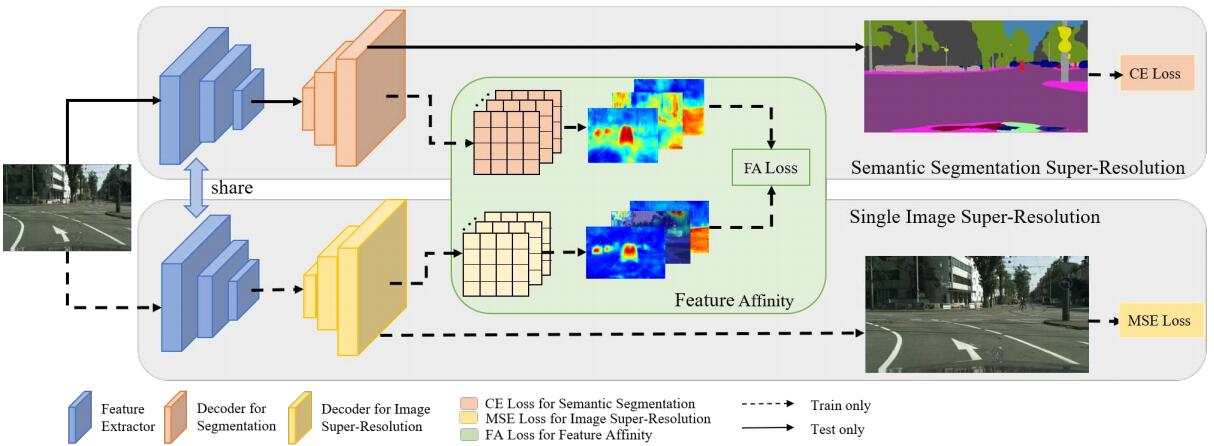 CE Loss
Semantic Segmentation Super-Resolution
share
FA Loss
Single Image Super-Resolution
Feature Affinity
MSE Loss
Feature
Extractor
Decoder for
Segmentation
Decoder for Image
Super-Resolution
CE Loss for Semantic Segmentation
MSE Loss for Image Super-Resolution
FA Loss for Feature Affinity
Train only
Test only